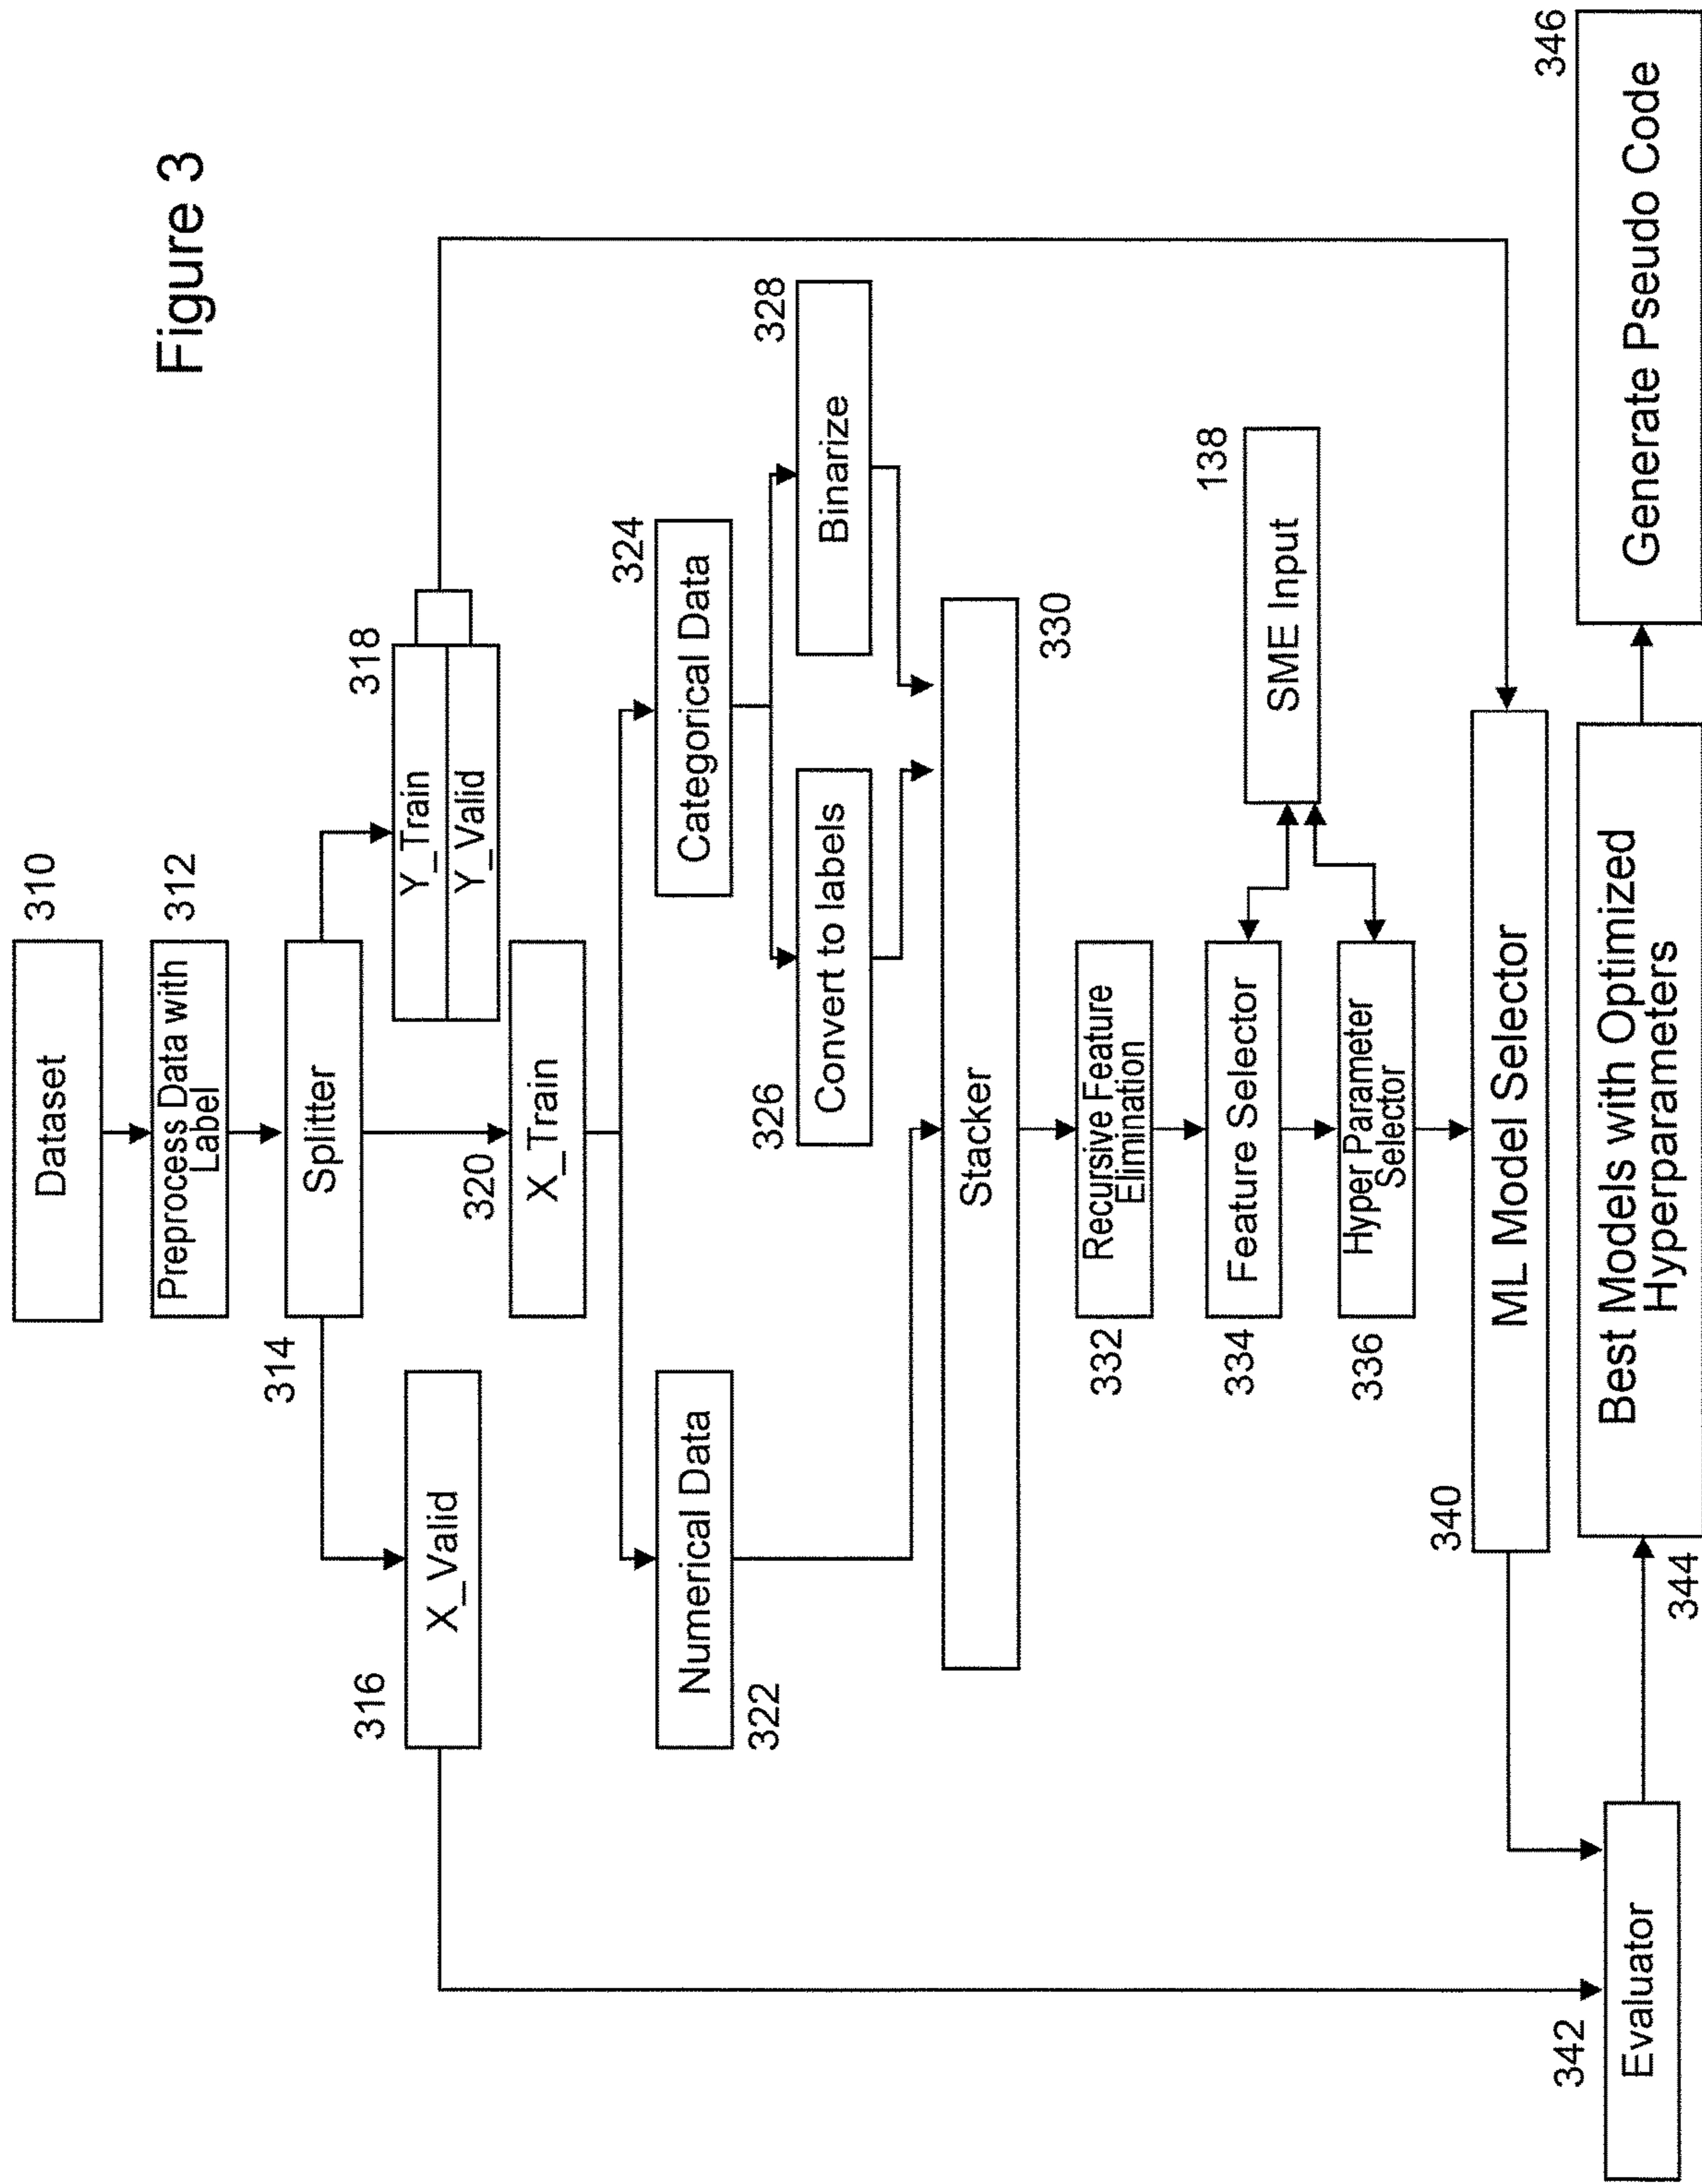 Figure 3
310
Dataset
312
Preprocess Data with
Label
314
Splitter
316
X_Valid
318
Y_Train
Y_Valid
320
X_Train
322
Numerical Data
324
Categorical Data
326
Convert to labels
328
Binarize
Stacker
330
332
Recursive Feature
Elimination
334
Feature Selector
138
SME Input
336
Hyper Parameter
Selector
340
ML Model Selector
342
Evaluator
344
Best Models with Optimized
Hyperparameters
346
Generate Pseudo Code